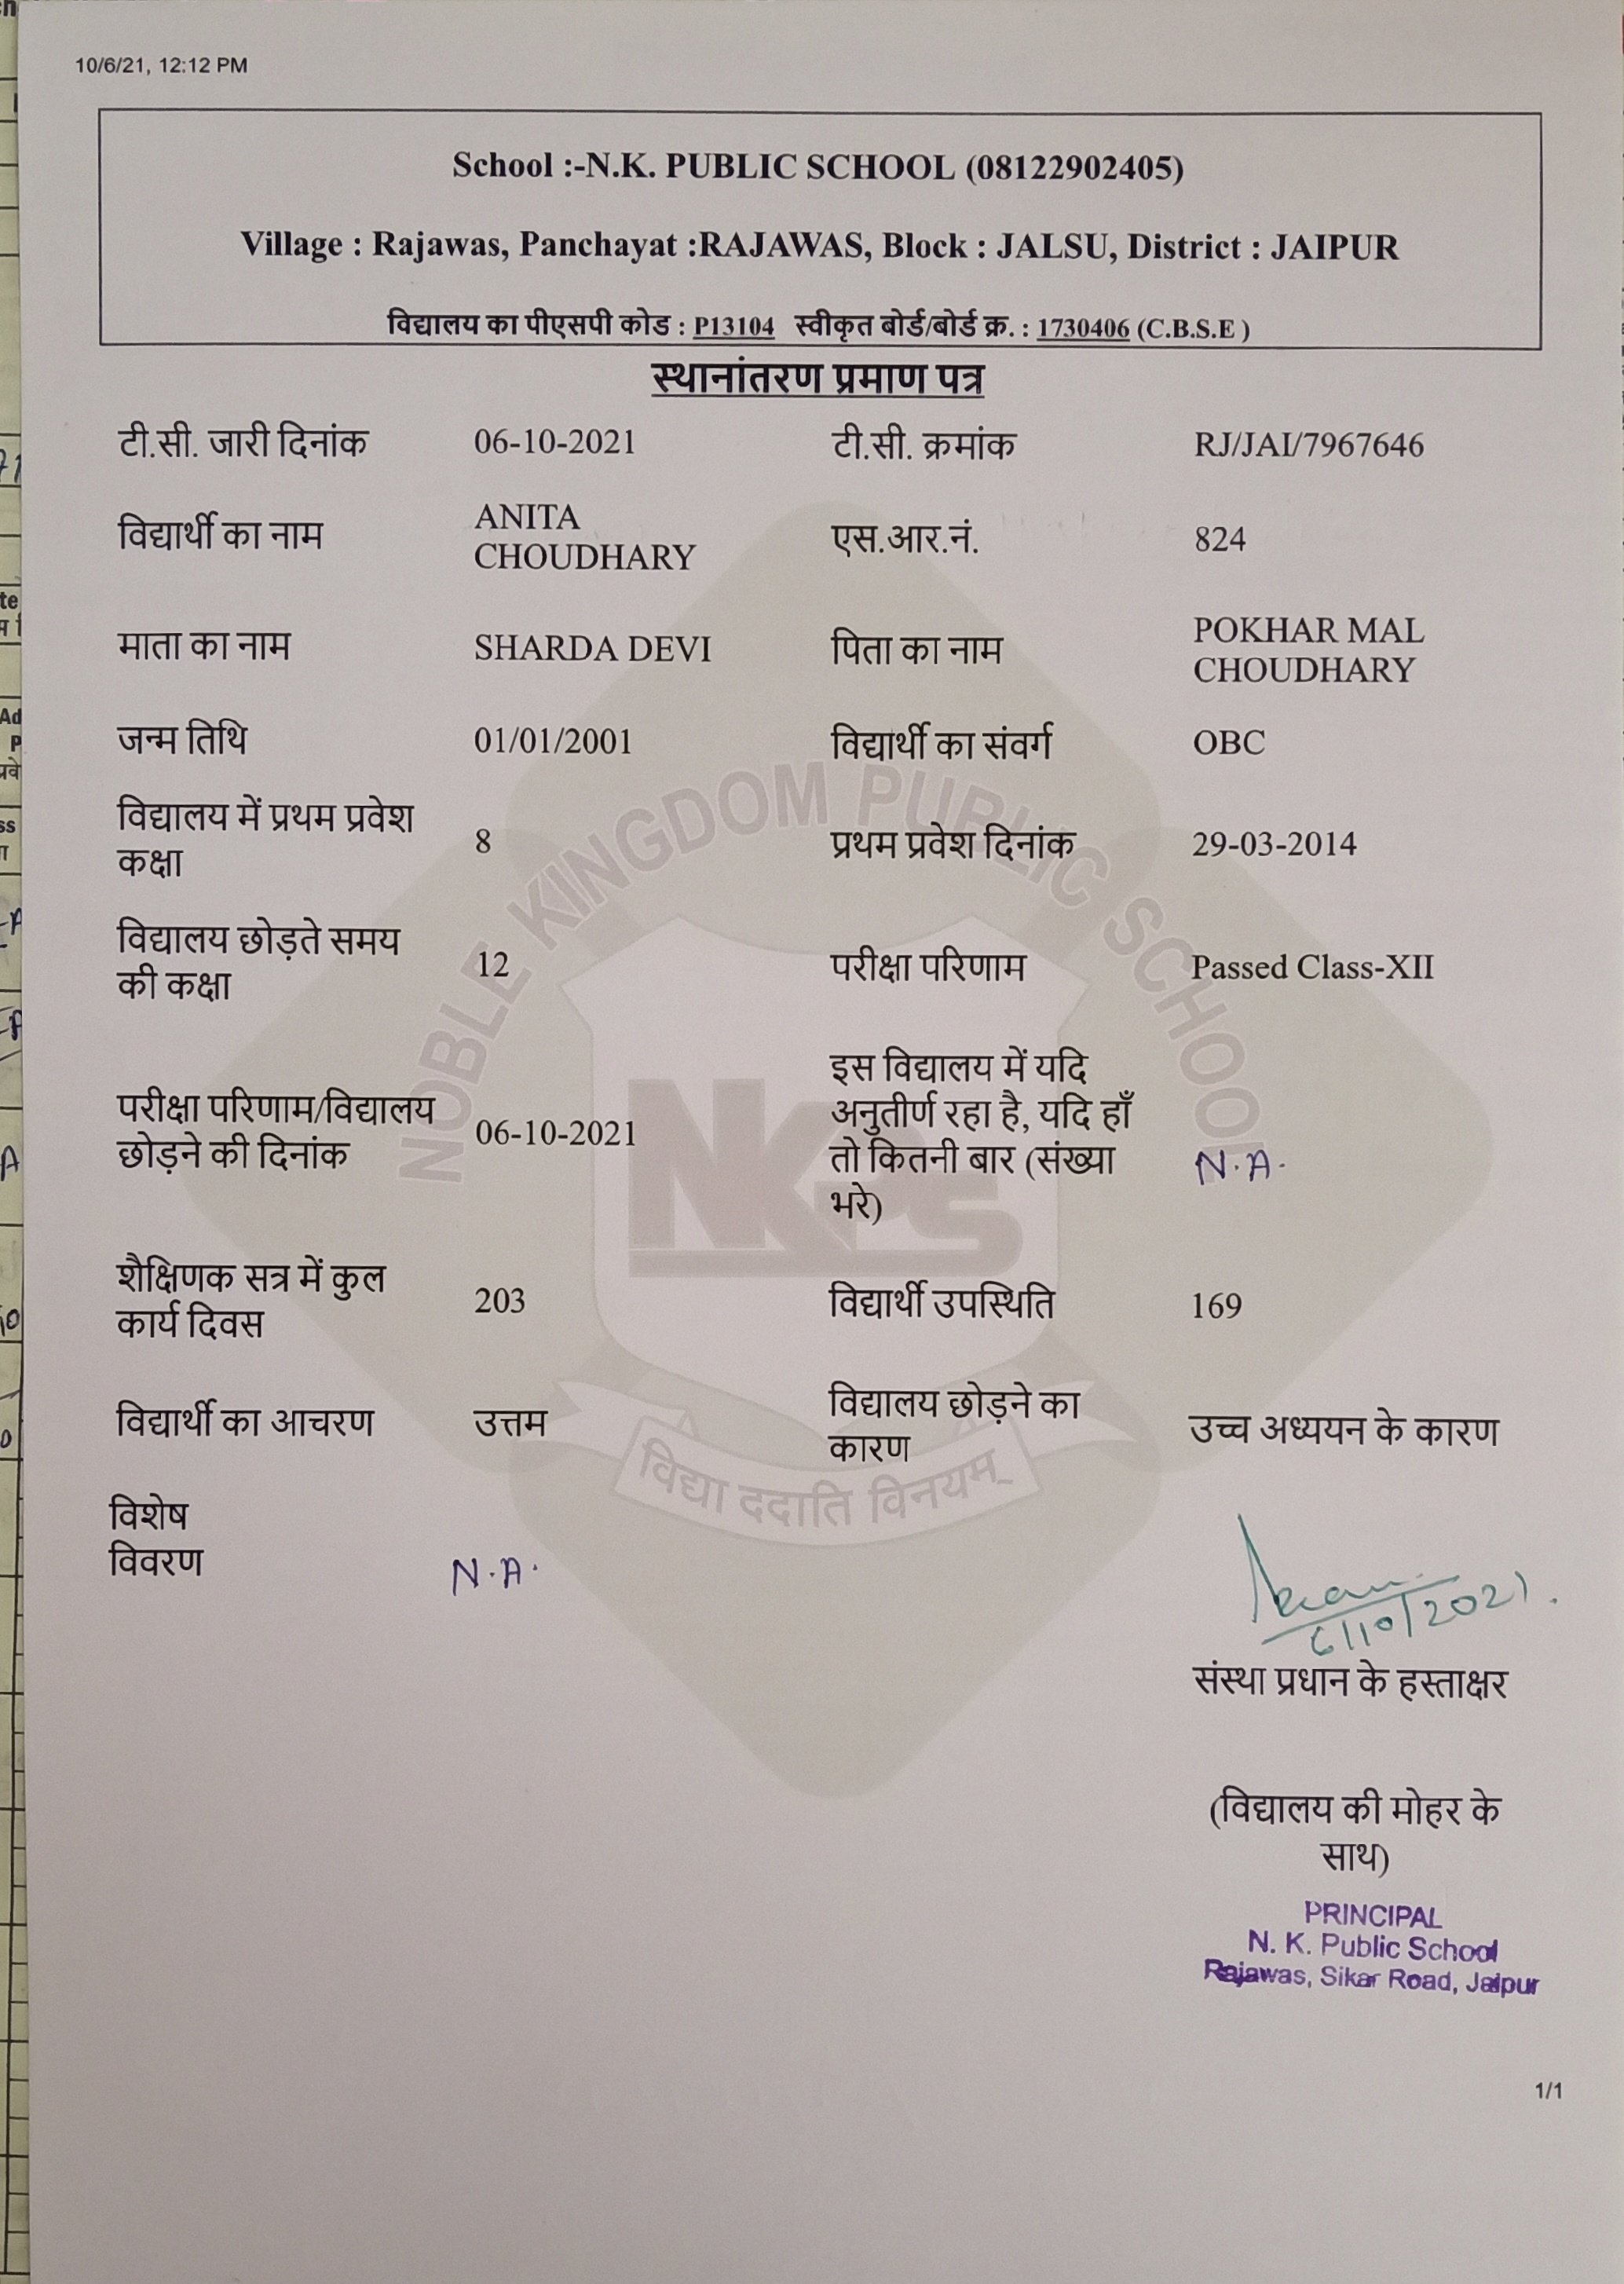 10/6/21, 12:12 PM
School :-N.K. PUBLIC SCHOOL (08122902405)
Village : Rajawas, Panchayat :RAJAWAS, Block : JALSU, District : JAIPUR
विद्यालय का पीएसपी कोड : P13104 स्वीकृत बोर्ड/बोर्ड क्र. : 1730406 (C.B.S.E )
स्थानांतरण प्रमाण पत्र
टी.सी. जारी दिनांक 06-10-2021 टी.सी. क्रमांक RJ/JAI/7967646
विद्यार्थी का नाम ANITA
CHOUDHARY एस.आर.नं. 824
माता का नाम SHARDA DEVI पिता का नाम POKHAR MAL
CHOUDHARY
जन्म तिथि 01/01/2001 विद्यार्थी का संवर्ग OBC
विद्यालय में प्रथम प्रवेश
कक्षा 8 प्रथम प्रवेश दिनांक 29-03-2014
विद्यालय छोड़ते समय
की कक्षा 12 परीक्षा परिणाम Passed Class-XII
परीक्षा परिणाम/विद्यालय
छोड़ने की दिनांक 06-10-2021
इस विद्यालय में यदि
अनुतीर्ण रहा है, यदि हाँ
तो कितनी बार (संख्या
भरे) N.A.
शैक्षिणक सत्र में कुल
कार्य दिवस 203 विद्यार्थी उपस्थिति 169
विद्यार्थी का आचरण उत्तम
विद्यालय छोड़ने का
कारण उच्च अध्ययन के कारण
विशेष
विवरण N.A.
6/10/2021.
संस्था प्रधान के हस्ताक्षर
(विद्यालय की मोहर के
साथ)
PRINCIPAL
N. K. Public School
Rajawas, Sikar Road, Jaipur
1/1
NOBLE KINGDOM PUBLIC SCHOOL
NKPS
विद्या ददाति विनयम्